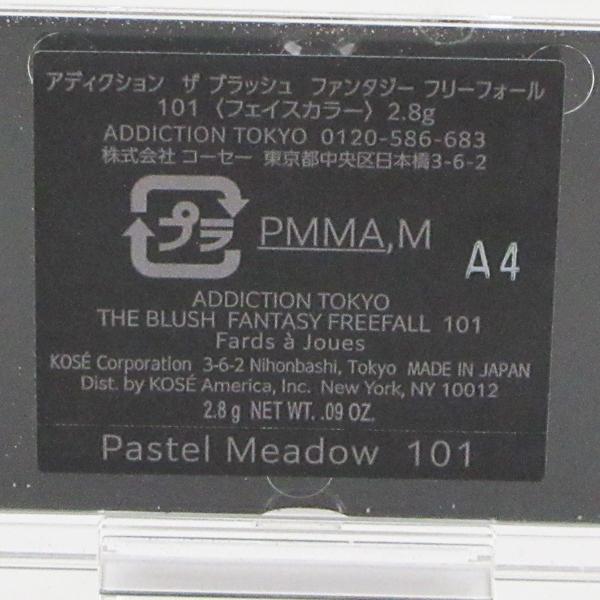 アディクション ザ ブラッシュ ファンタジー フリーフォール
101 〈フェイスカラー〉 2.8g
ADDICTION TOKYO 0120-586-683
株式会社 コーセー 東京都中央区日本橋3-6-2
プラ PMMA,M
A4
ADDICTION TOKYO
THE BLUSH FANTASY FREEFALL 101
Fards à Joues
KOSÉ Corporation 3-6-2 Nihonbashi, Tokyo MADE IN JAPAN
Dist. by KOSÉ America, Inc. New York, NY 10012
2.8 g NET WT. .09 OZ.
Pastel Meadow 101